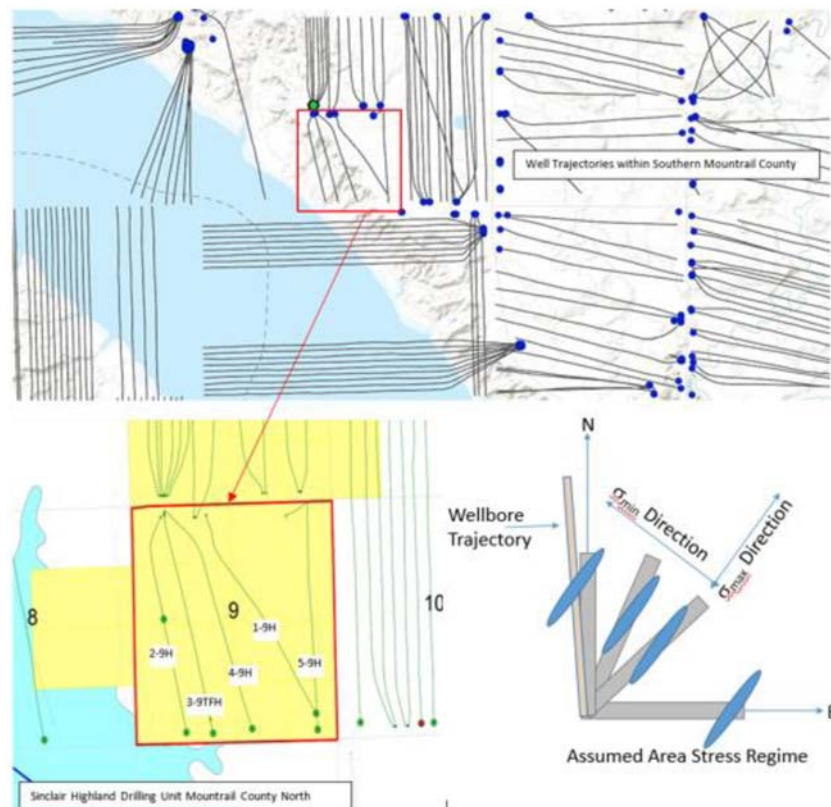 Well Trajectories within Southern Mountrail County
8
9
10
1-9H
2-9H
4-9H
5-9H
3-9TFH
Sinclair Highland Drilling Unit Mountrail County North
N
σmin Direction
σmax Direction
Wellbore
Trajectory
E
Assumed Area Stress Regime